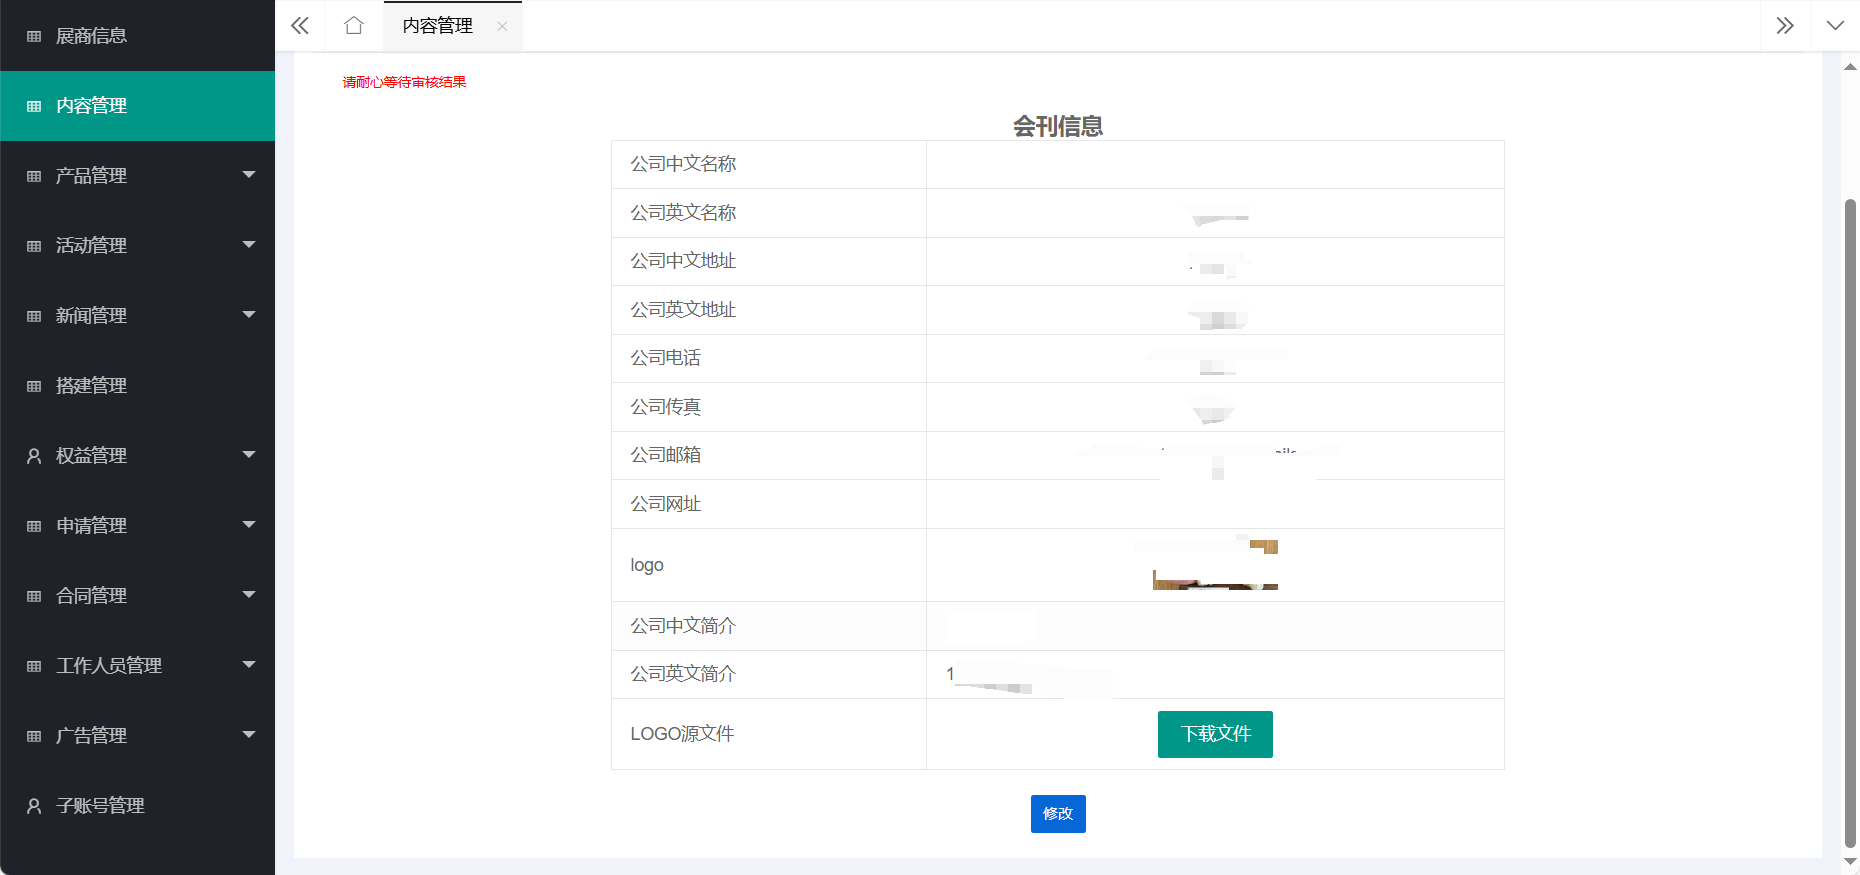 展商信息
内容管理
产品管理
活动管理
新闻管理
搭建管理
权益管理
申请管理
合同管理
工作人员管理
广告管理
子账号管理
内容管理
请耐心等待审核结果
会刊信息
公司中文名称
公司英文名称
公司中文地址
公司英文地址
公司电话
公司传真
公司邮箱
公司网址
logo
公司中文简介
公司英文简介 1
LOGO源文件 下载文件
修改